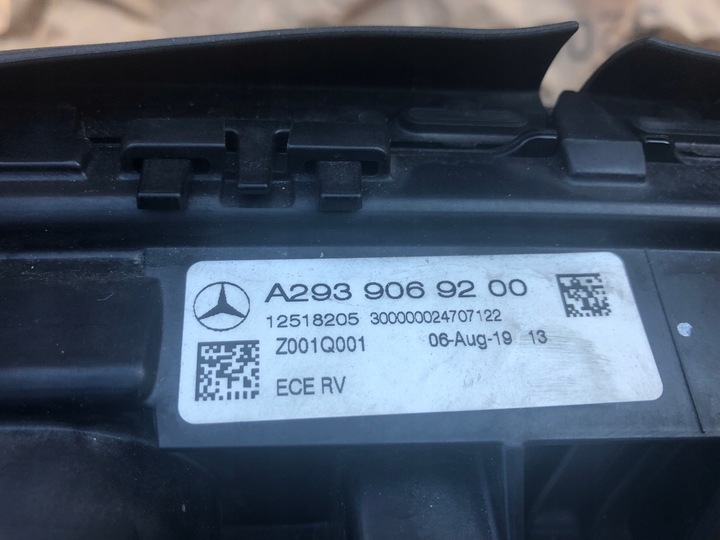 A293 906 92 00
12518205 300000024707122
Z001Q001 06-Aug-19 13
ECE RV